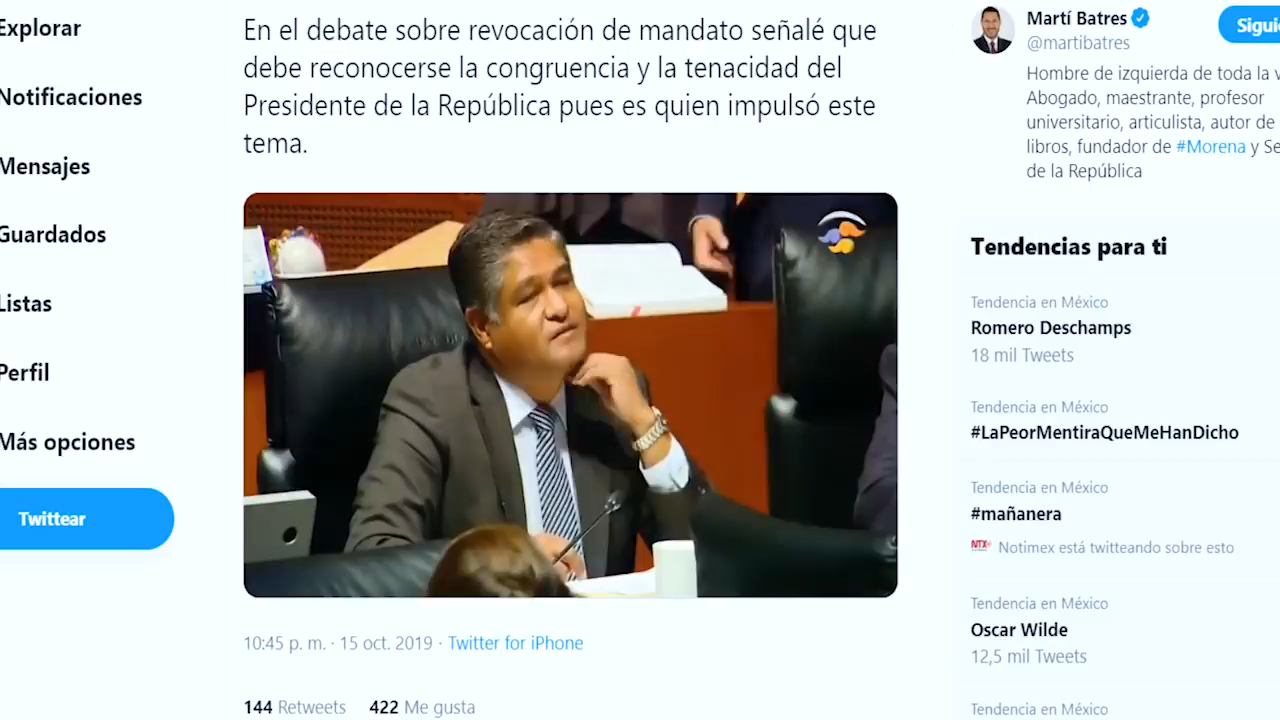 Explorar
Notificaciones
Mensajes
Guardados
Listas
Perfil
Más opciones
Twittear
En el debate sobre revocación de mandato señalé que
debe reconocerse la congruencia y la tenacidad del
Presidente de la República pues es quien impulsó este
tema.
10:45 p. m. · 15 oct. 2019 · Twitter for iPhone
144 Retweets 422 Me gusta
Martí Batres
@martibatres
Sigui
Hombre de izquierda de toda la v
Abogado, maestrante, profesor
universitario, articulista, autor de
libros, fundador de #Morena y Se
de la República
Tendencias para ti
Tendencia en México
Romero Deschamps
18 mil Tweets
Tendencia en México
#LaPeorMentiraQueMeHanDicho
Tendencia en México
#mañanera
NTX Notimex está twitteando sobre esto
Tendencia en México
Oscar Wilde
12,5 mil Tweets
Tendencia en México